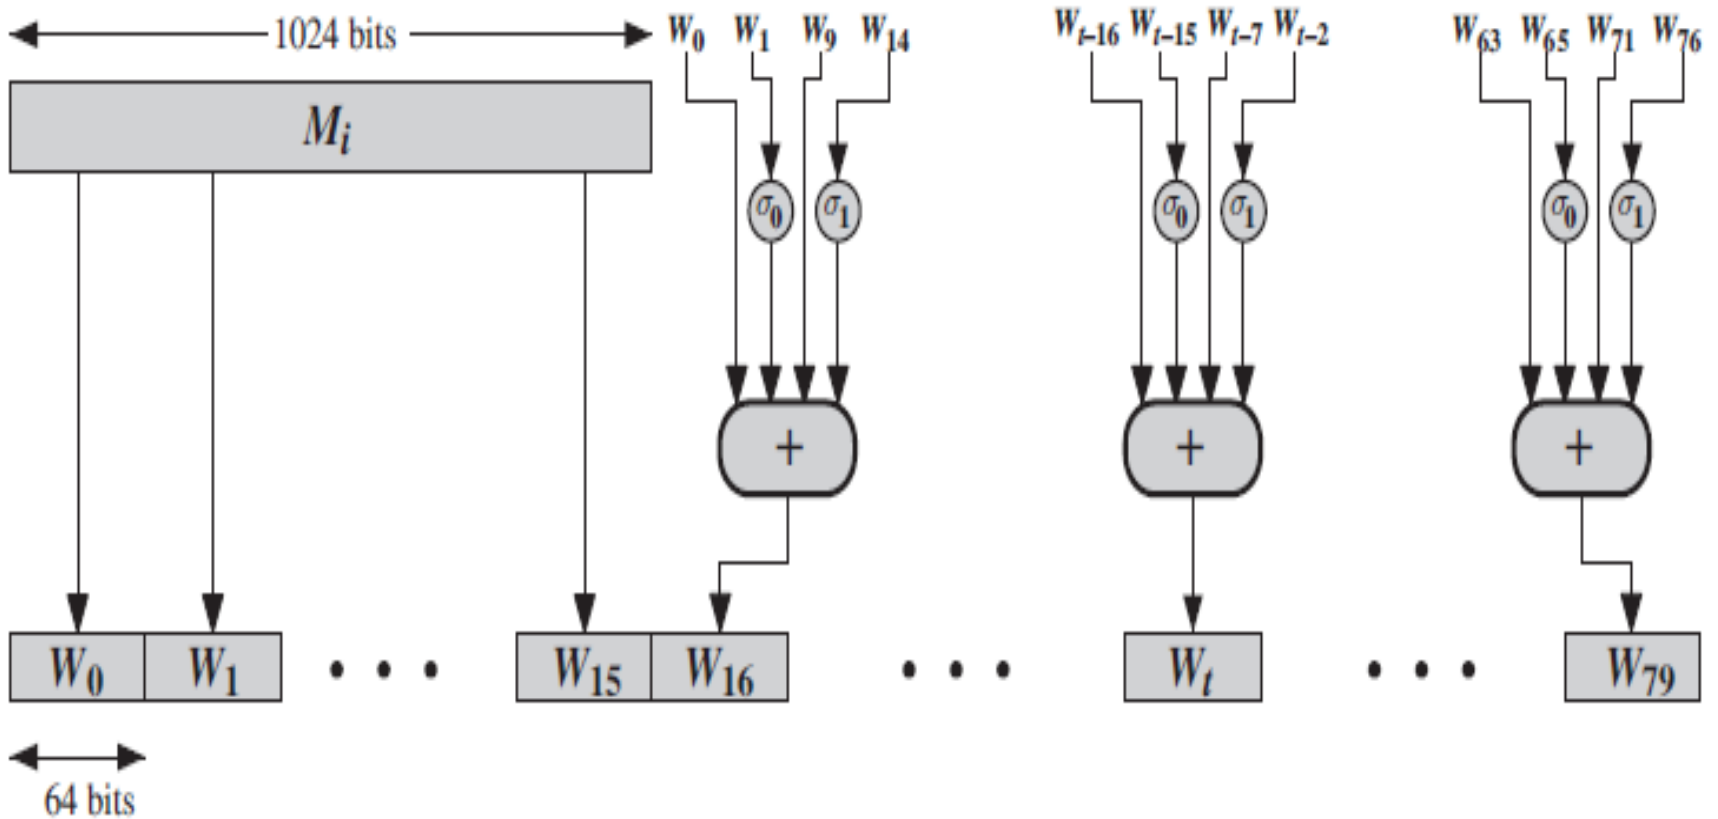 1024 bits
W0 W1 W9 W14
Wt–16 Wt–15 Wt–7 Wt–2
W63 W65 W71 W76
Mi
σ0 σ1
σ0 σ1
σ0 σ1
+ + +
W0 W1 • • • W15 W16 • • • Wt • • • W79
64 bits